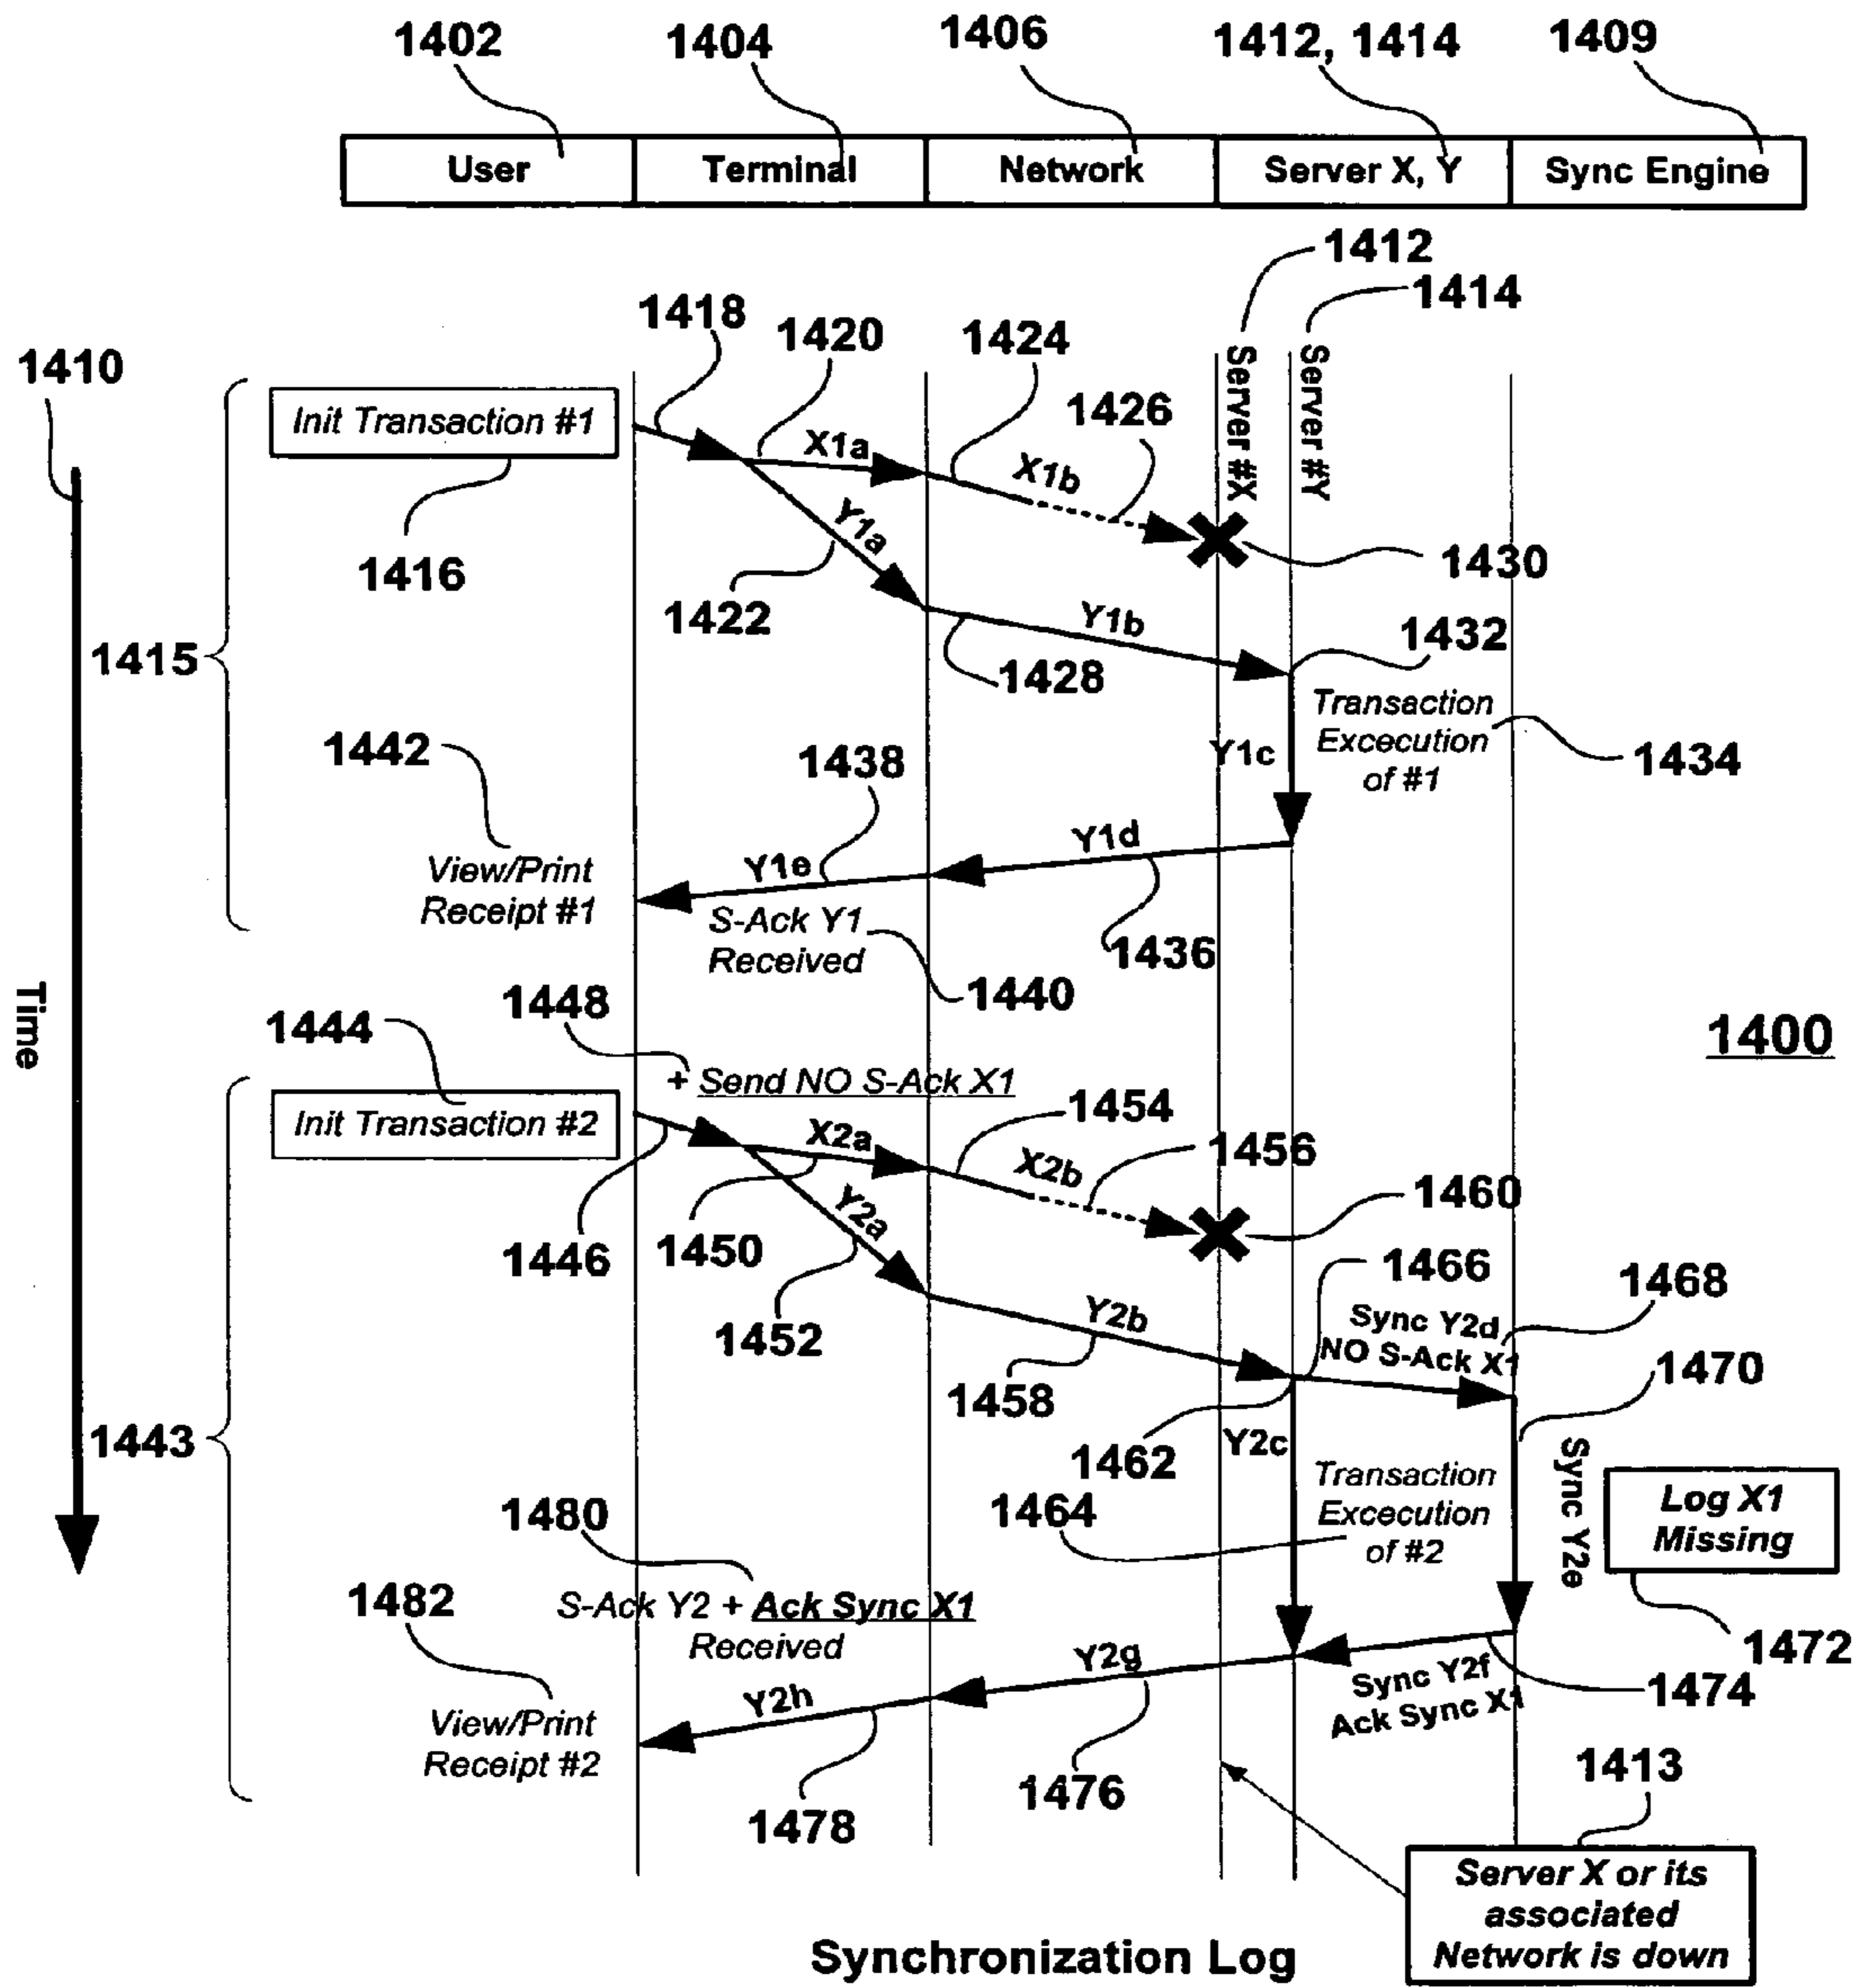 1402
1404
1406
1412, 1414
1409
User
Terminal
Network
Server X, Y
Sync Engine
1412
1414
Server #X
Server #Y
1410
1418
1420
1424
1426
Init Transaction #1
X1a
X1b
1416
Y1a
1430
1422
Y1b
1432
1415
1428
Transaction
Excecution
of #1
1434
Y1c
1442
1438
Y1d
Y1e
View/Print
Receipt #1
S-Ack Y1
Received
1436
1440
Time
1448
1444
1400
+ Send NO S-Ack X1
Init Transaction #2
1454
X2a
1456
X2b
1460
Y2a
1446
1450
1466
1468
1452
Y2b
Sync Y2d
NO S-Ack X1
1470
1458
1443
1462
Y2c
Sync Y2e
Transaction
Excecution
of #2
1464
Log X1
Missing
1480
1482
S-Ack Y2 + Ack Sync X1
Received
1472
Y2g
Sync Y2f
Ack Sync X1
1474
Y2h
View/Print
Receipt #2
1476
1478
1413
Server X or its
associated
Network is down
Synchronization Log